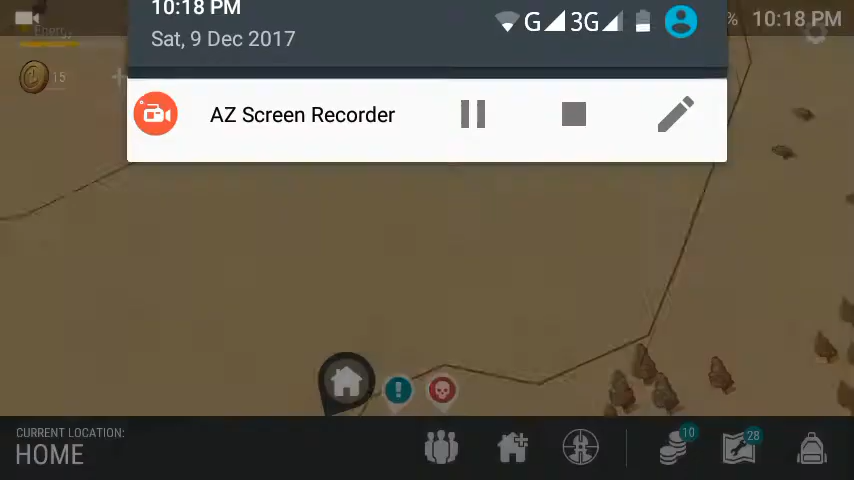 10:18 PM
G 3G
% 10:18 PM
Sat, 9 Dec 2017
Energy
15
AZ Screen Recorder
CURRENT LOCATION:
HOME
10
28